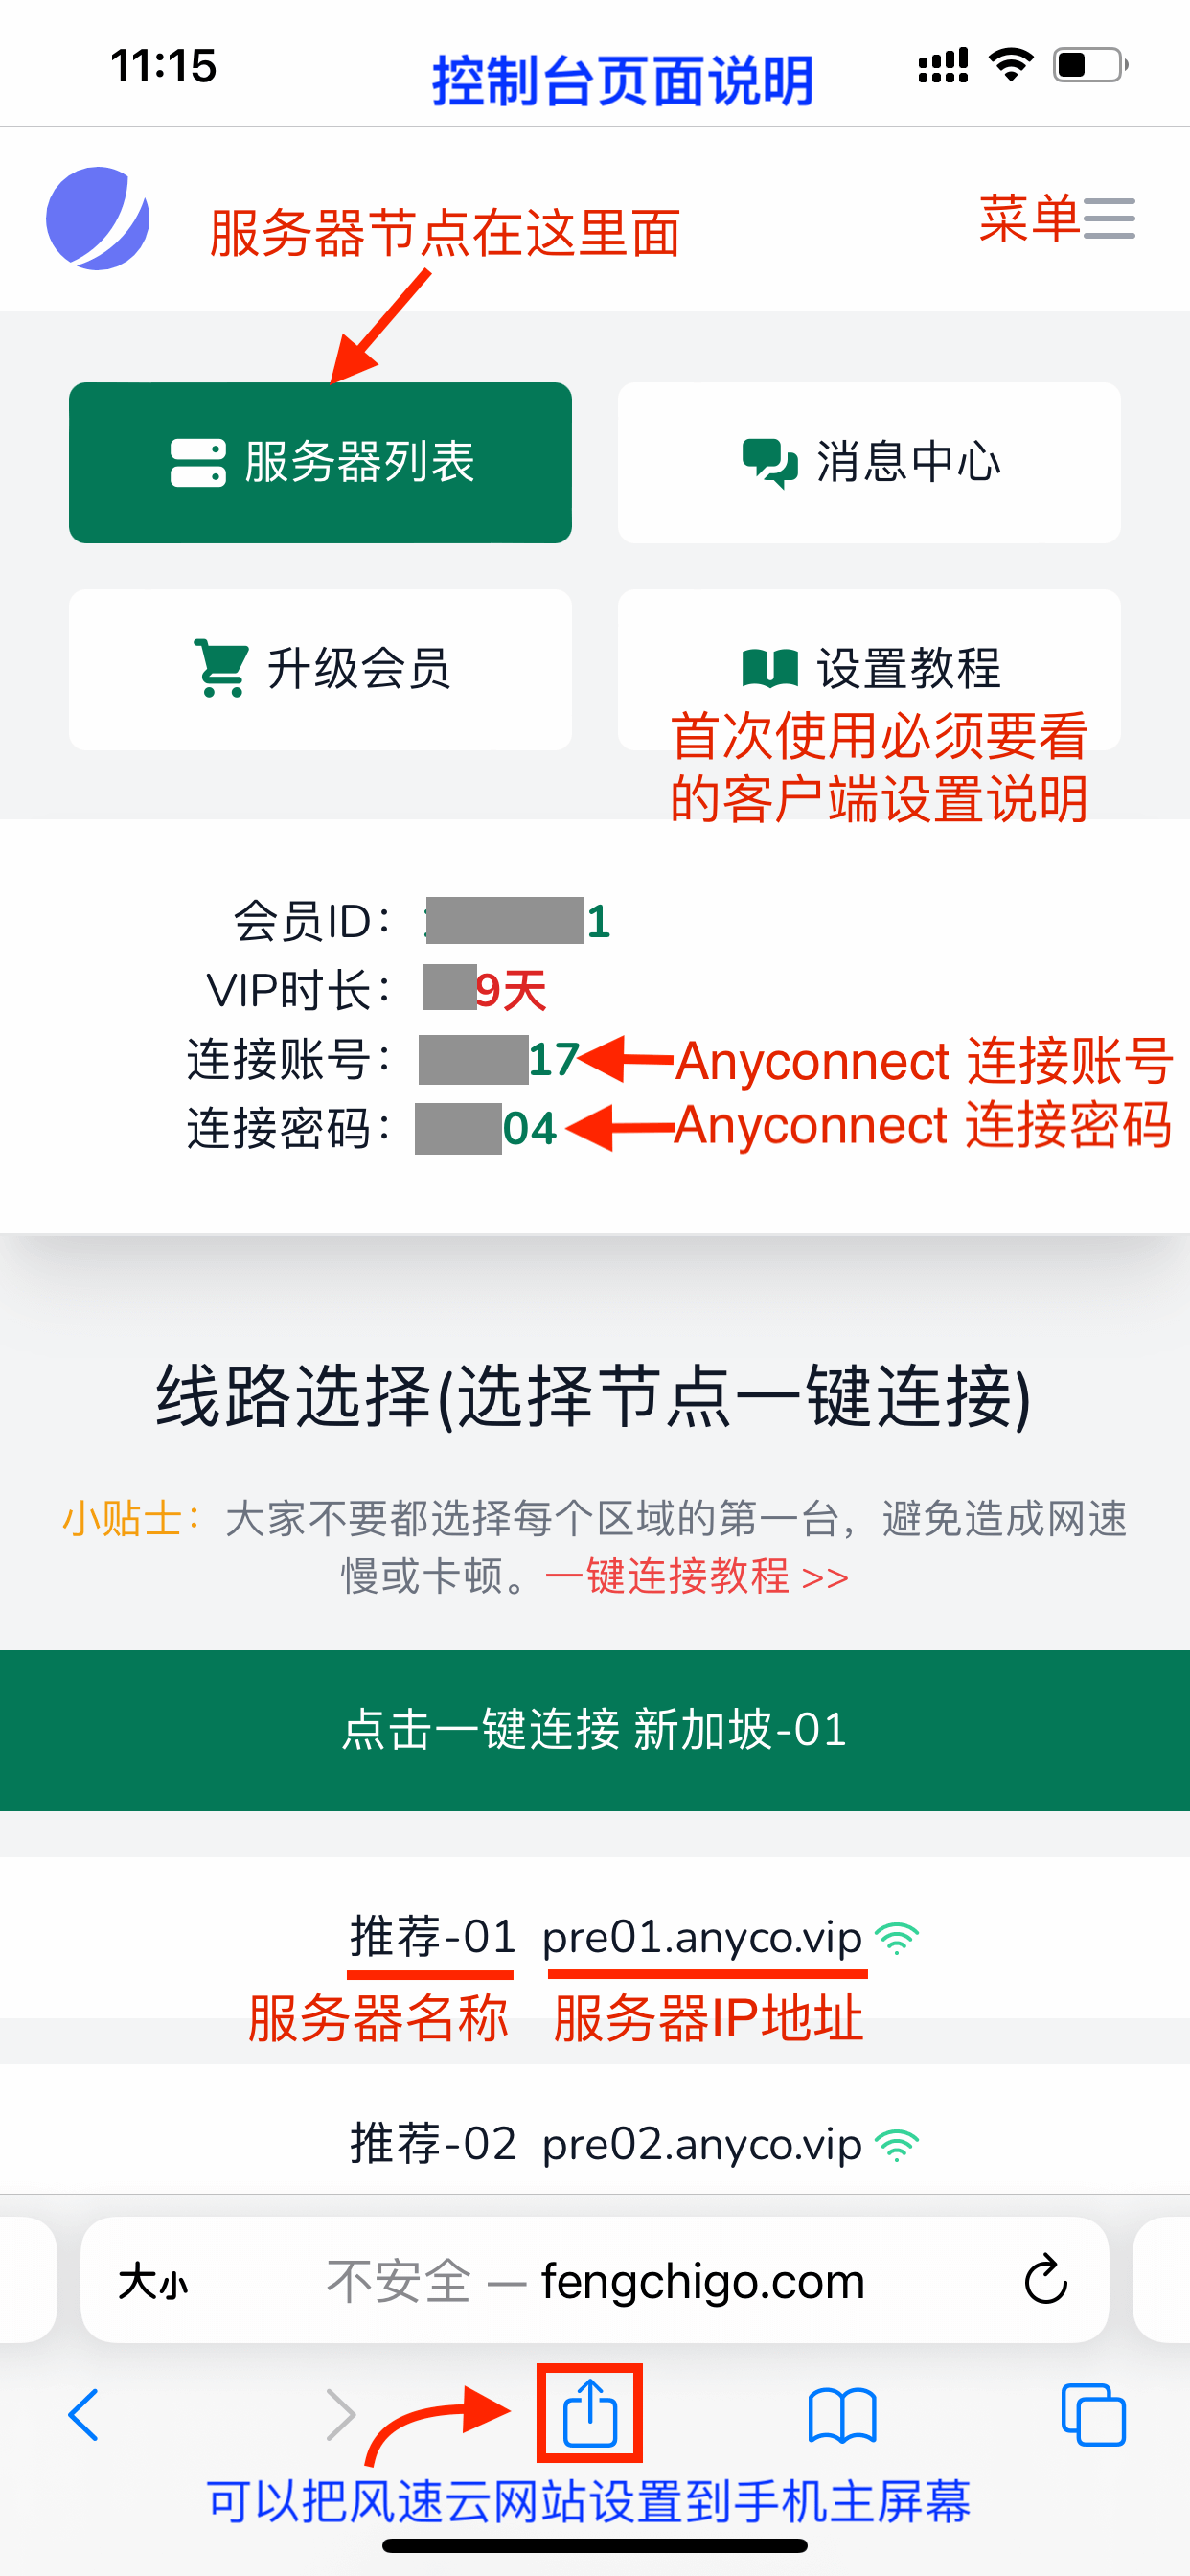 11:15
控制台页面说明
服务器节点在这里面
菜单
服务器列表
消息中心
升级会员
设置教程
首次使用必须要看
的客户端设置说明
会员ID： 1
VIP时长： 9天
连接账号： 17
Anyconnect 连接账号
连接密码： 04
Anyconnect 连接密码
线路选择(选择节点一键连接)
小贴士：大家不要都选择每个区域的第一台，避免造成网速
慢或卡顿。一键连接教程 >>
点击一键连接 新加坡-01
推荐-01 pre01.anyco.vip
服务器名称 服务器IP地址
推荐-02 pre02.anyco.vip
大小 不安全 — fengchigo.com
可以把风速云网站设置到手机主屏幕